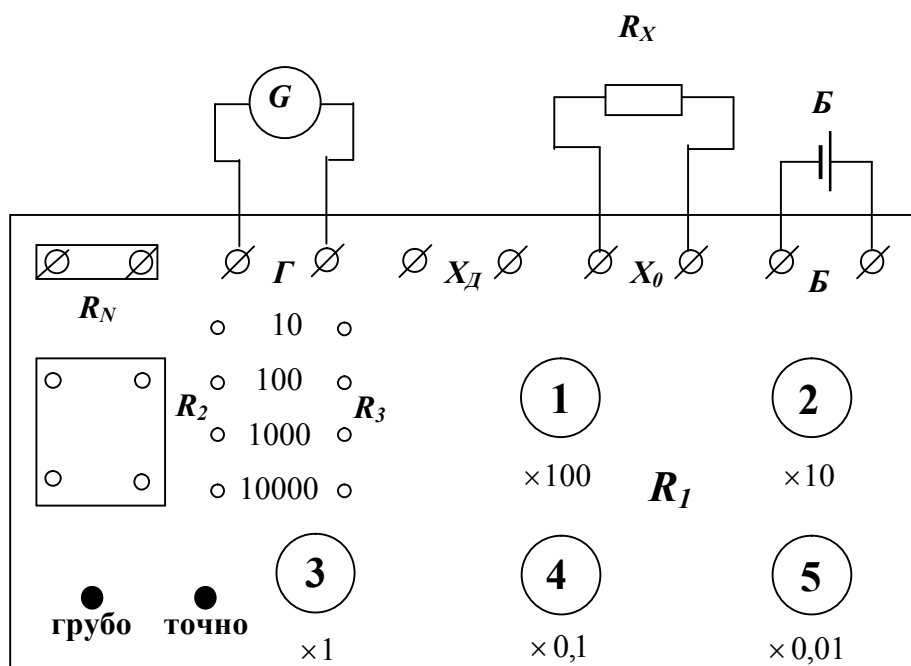 R_X
G
Б
Г X_Д X_0 Б
R_N
10
100
R_2 R_3
1000
10000
1 2
×100 R_1 ×10
3 4 5
грубо точно
×1 ×0,1 ×0,01